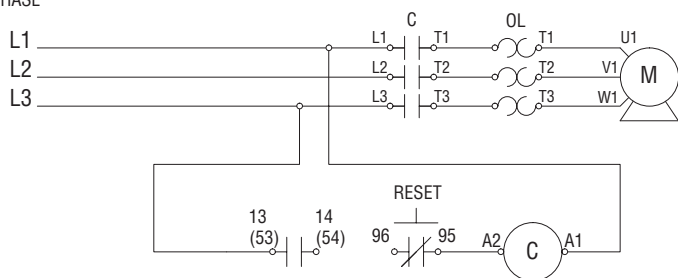 HASE
L1 L1 C T1 OL T1 U1
L2 L2 T2 T2 V1 M
L3 L3 T3 T3 W1
RESET
13 14
(53) (54) 96 95 A2 C A1